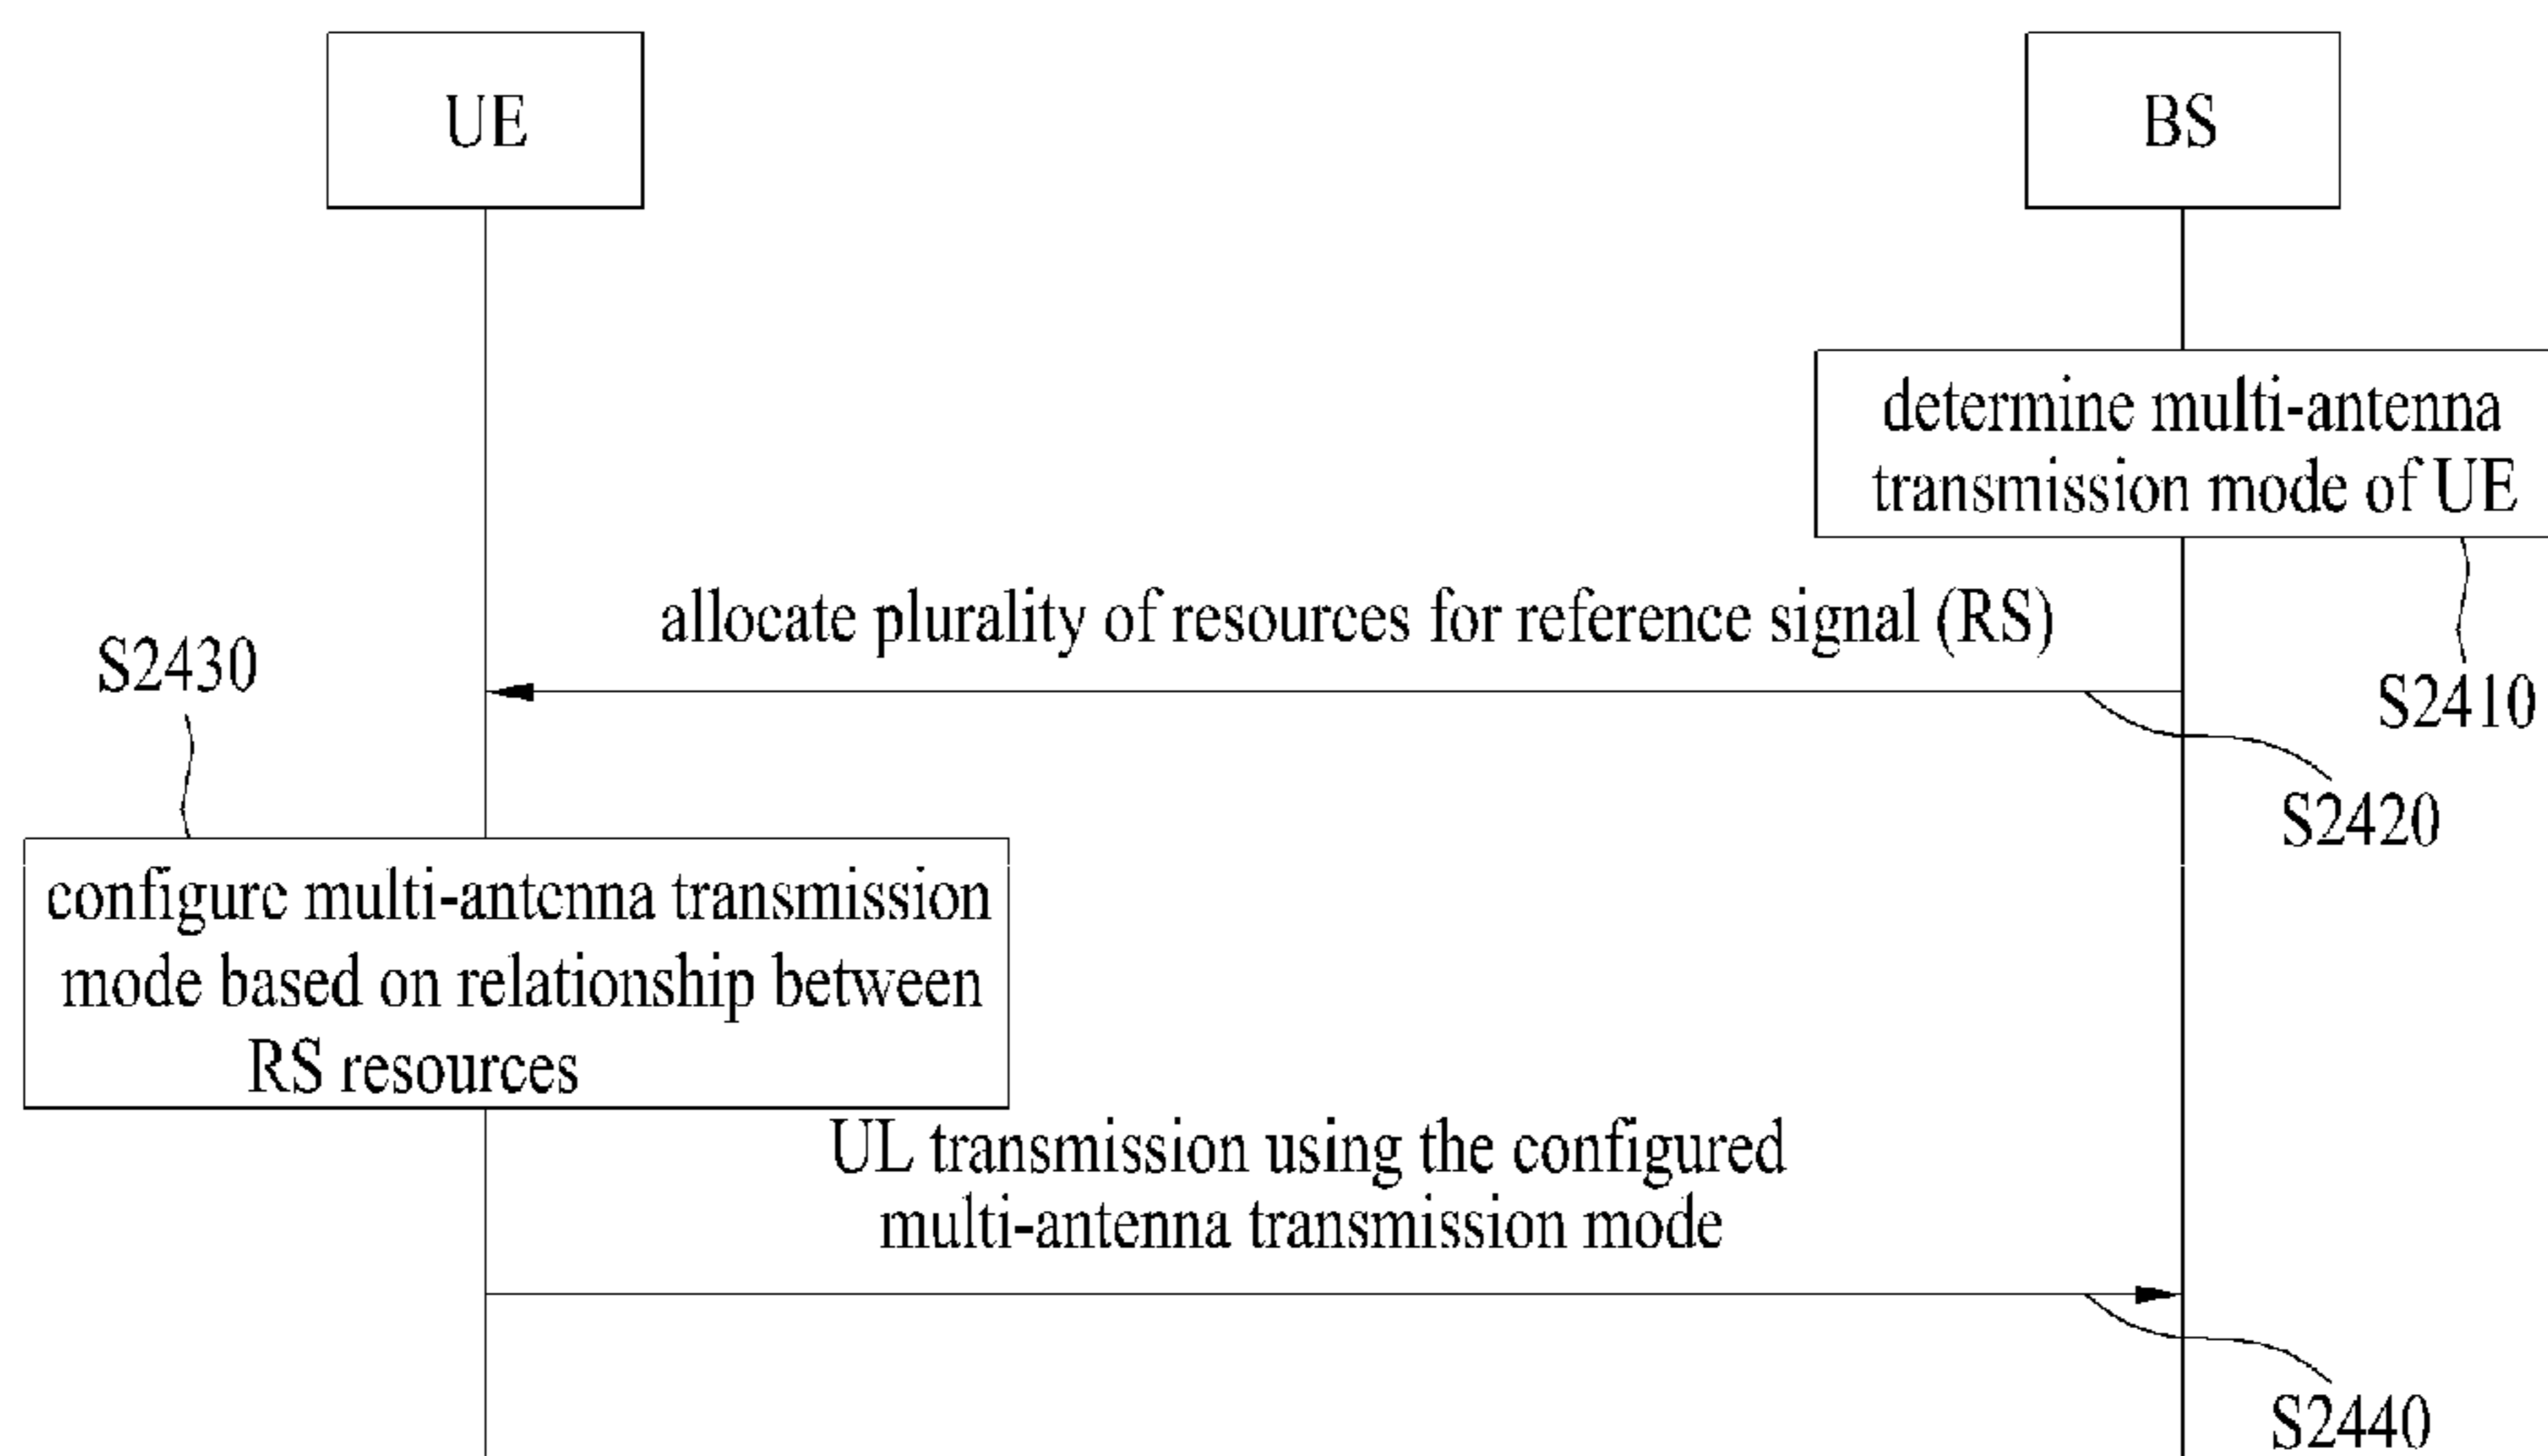 UE
BS
determine multi-antenna
transmission mode of UE
S2410
allocate plurality of resources for reference signal (RS)
S2420
S2430
configure multi-antenna transmission
mode based on relationship between
RS resources
UL transmission using the configured
multi-antenna transmission mode
S2440